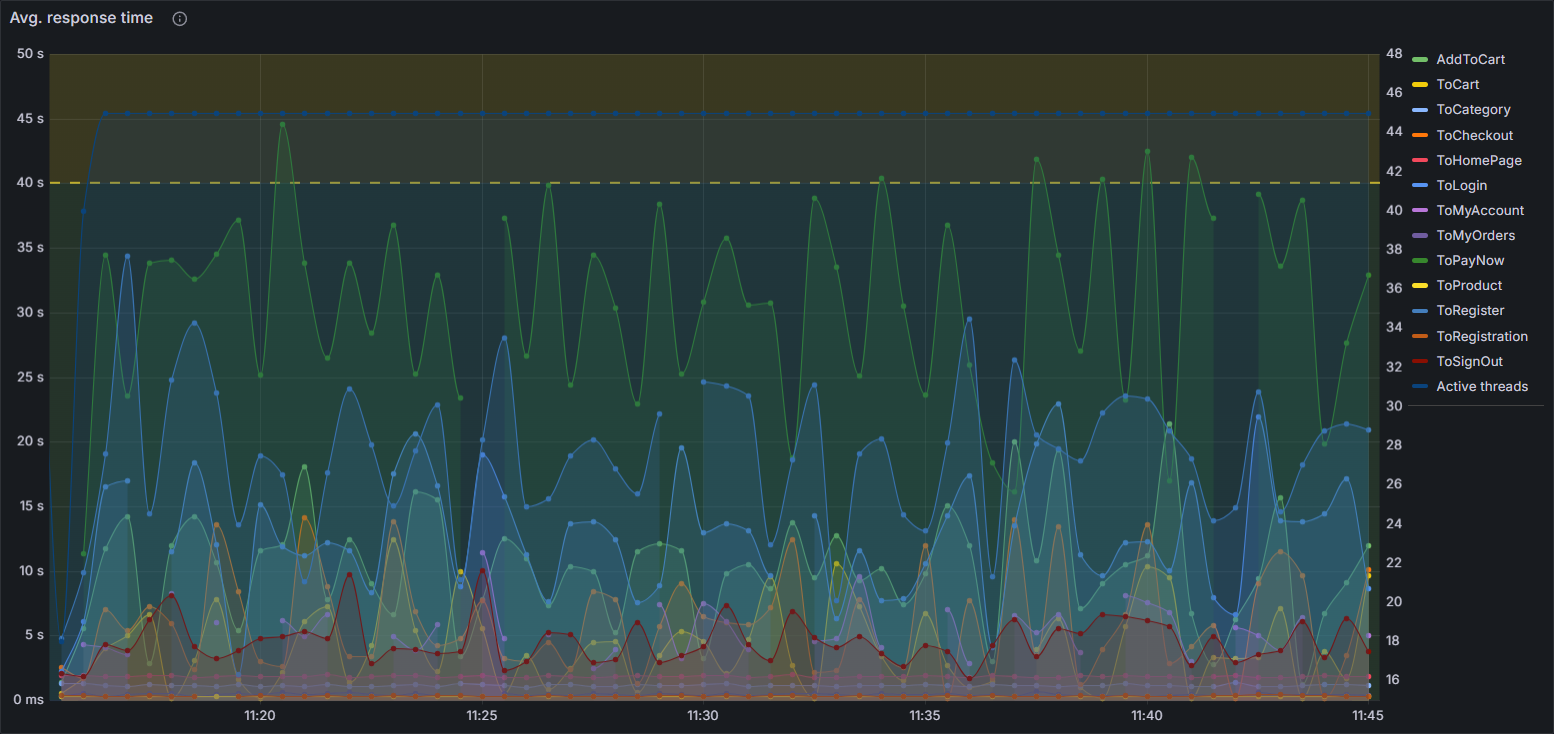 Avg. response time
50 s
45 s
40 s
35 s
30 s
25 s
20 s
15 s
10 s
5 s
0 ms
11:20
11:25
11:30
11:35
11:40
11:45
48
46
44
42
40
38
36
34
32
30
28
26
24
22
20
18
16
AddToCart
ToCart
ToCategory
ToCheckout
ToHomePage
ToLogin
ToMyAccount
ToMyOrders
ToPayNow
ToProduct
ToRegister
ToRegistration
ToSignOut
Active threads